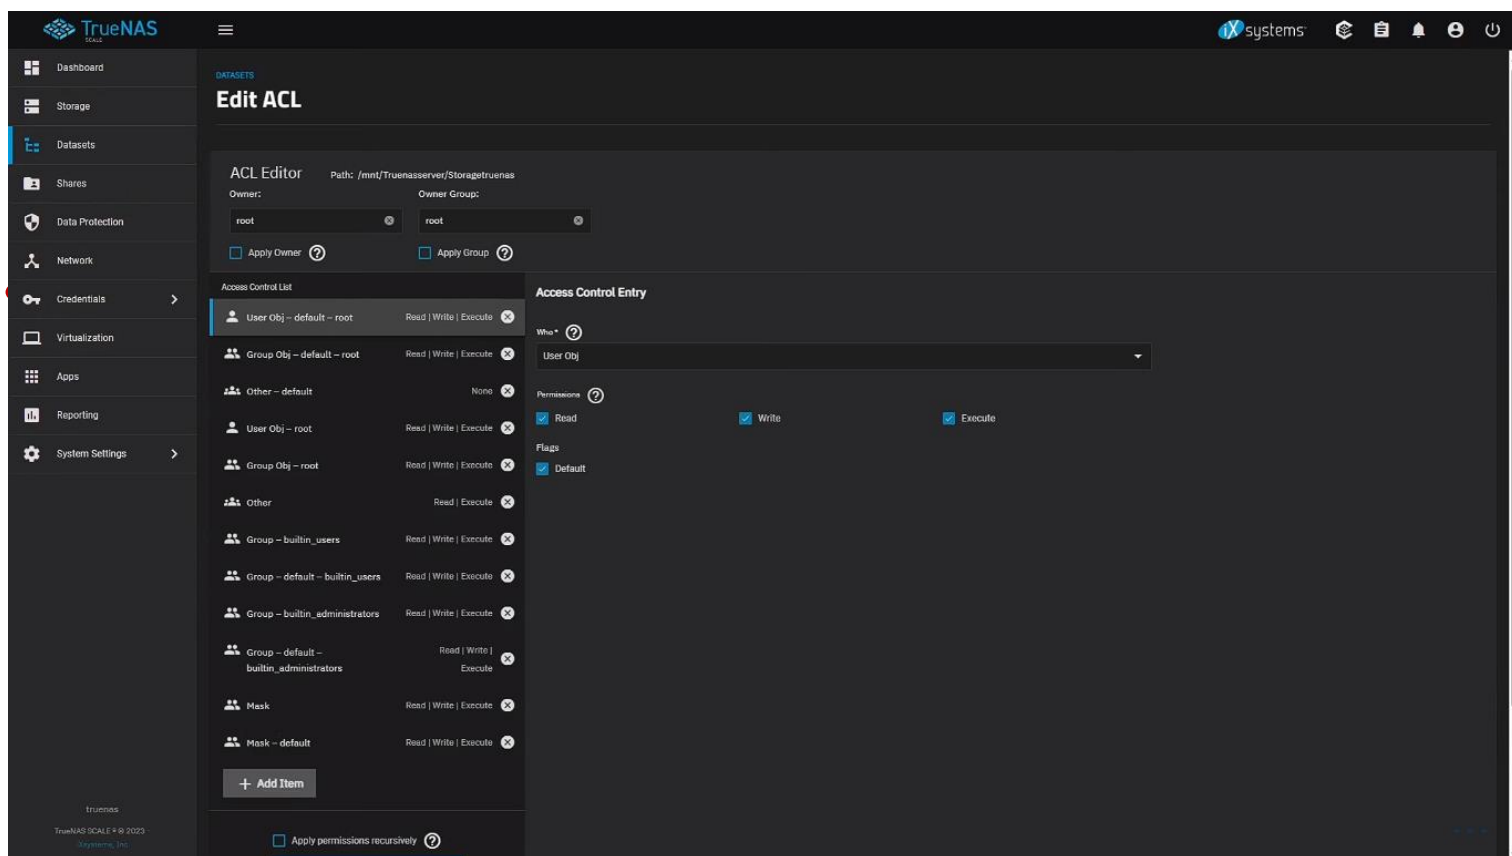 TrueNAS
SCALE
iX systems
Dashboard
Storage
Datasets
Shares
Data Protection
Network
Credentials
Virtualization
Apps
Reporting
System Settings
truenas
TrueNAS SCALE ® © 2023 -
iXsystems, Inc
DATASETS
Edit ACL
ACL Editor Path: /mnt/Truenasserver/Storagetruenas
Owner: Owner Group:
root root
Apply Owner Apply Group
Access Control List
User Obj – default – root Read | Write | Execute
Group Obj – default – root Read | Write | Execute
Other – default None
User Obj – root Read | Write | Execute
Group Obj – root Read | Write | Execute
Other Read | Execute
Group – builtin_users Read | Write | Execute
Group – default – builtin_users Read | Write | Execute
Group – builtin_administrators Read | Write | Execute
Group – default – Read | Write |
builtin_administrators Execute
Mask Read | Write | Execute
Mask – default Read | Write | Execute
+ Add Item
Apply permissions recursively
Access Control Entry
Who *
User Obj
Permissions
Read Write Execute
Flags
Default